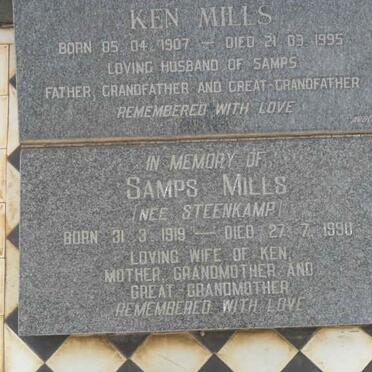 KEN MILLS
BORN 05.04.1907 — DIED 21.03.1995
LOVING HUSBAND OF SAMPS
FATHER, GRANDFATHER AND GREAT-GRANDFATHER
REMEMBERED WITH LOVE
IN MEMORY OF
SAMPS MILLS
(NEE STEENKAMP)
BORN 31.3.1919 — DIED 27.7.1990
LOVING WIFE OF KEN,
MOTHER, GRANDMOTHER AND
GREAT GRANDMOTHER
REMEMBERED WITH LOVE